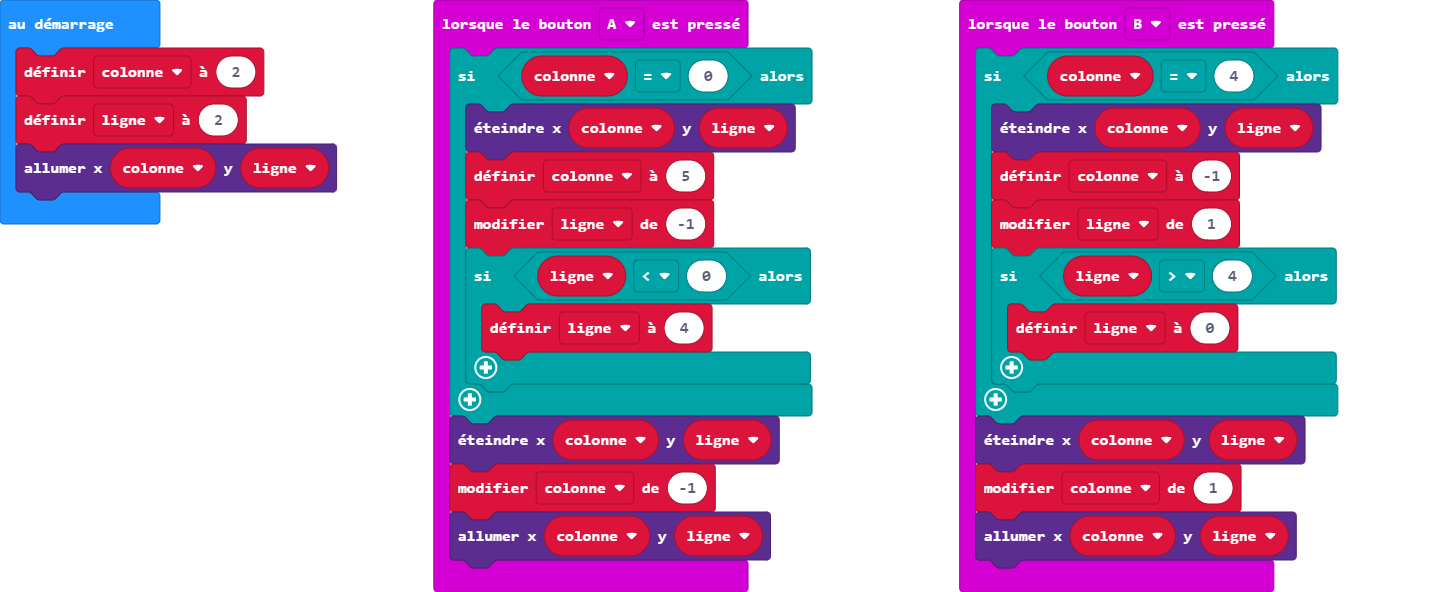 au démarrage
définir colonne à 2
définir ligne à 2
allumer x colonne y ligne
lorsque le bouton A est pressé
si colonne = 0 alors
éteindre x colonne y ligne
définir colonne à 5
modifier ligne de -1
si ligne < 0 alors
définir ligne à 4
éteindre x colonne y ligne
modifier colonne de -1
allumer x colonne y ligne
lorsque le bouton B est pressé
si colonne = 4 alors
éteindre x colonne y ligne
définir colonne à -1
modifier ligne de 1
si ligne > 4 alors
définir ligne à 0
éteindre x colonne y ligne
modifier colonne de 1
allumer x colonne y ligne